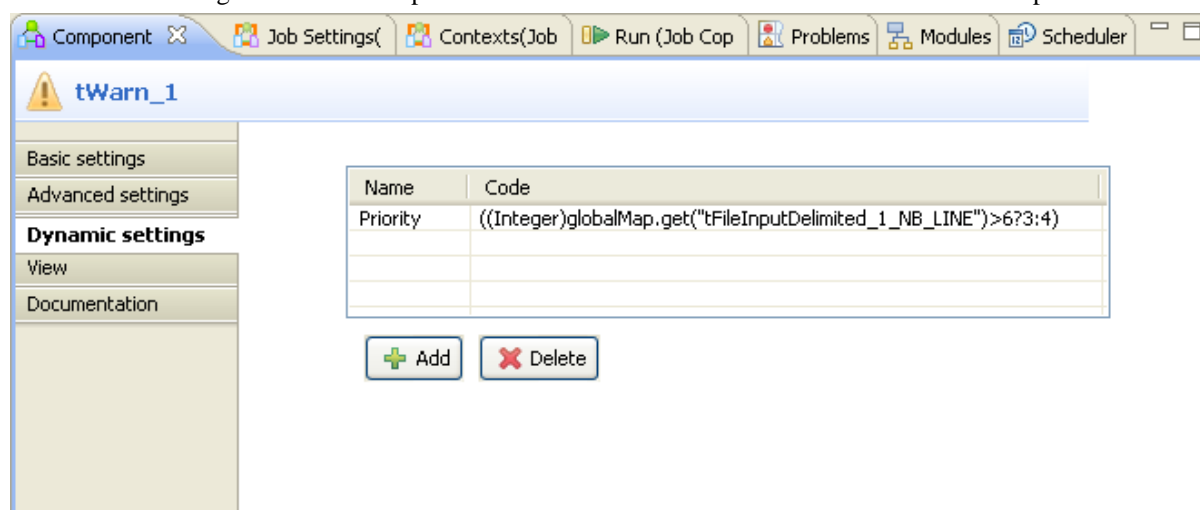 Component Job Settings( Contexts(Job Run (Job Cop Problems Modules Scheduler
tWarn_1
Basic settings
Advanced settings
Dynamic settings
View
Documentation
Name Code
Priority ((Integer)globalMap.get("tFileInputDelimited_1_NB_LINE")>6?3:4)
Add Delete